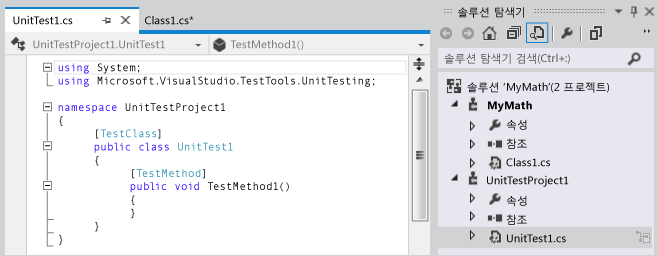 UnitTest1.cs
Class1.cs*
UnitTestProject1.UnitTest1
TestMethod1()
using System;
using Microsoft.VisualStudio.TestTools.UnitTesting;
namespace UnitTestProject1
{
[TestClass]
public class UnitTest1
{
[TestMethod]
public void TestMethod1()
{
}
}
}
솔루션 탐색기
솔루션 탐색기 검색(Ctrl+;)
솔루션 'MyMath'(2 프로젝트)
MyMath
속성
참조
Class1.cs
UnitTestProject1
속성
참조
UnitTest1.cs